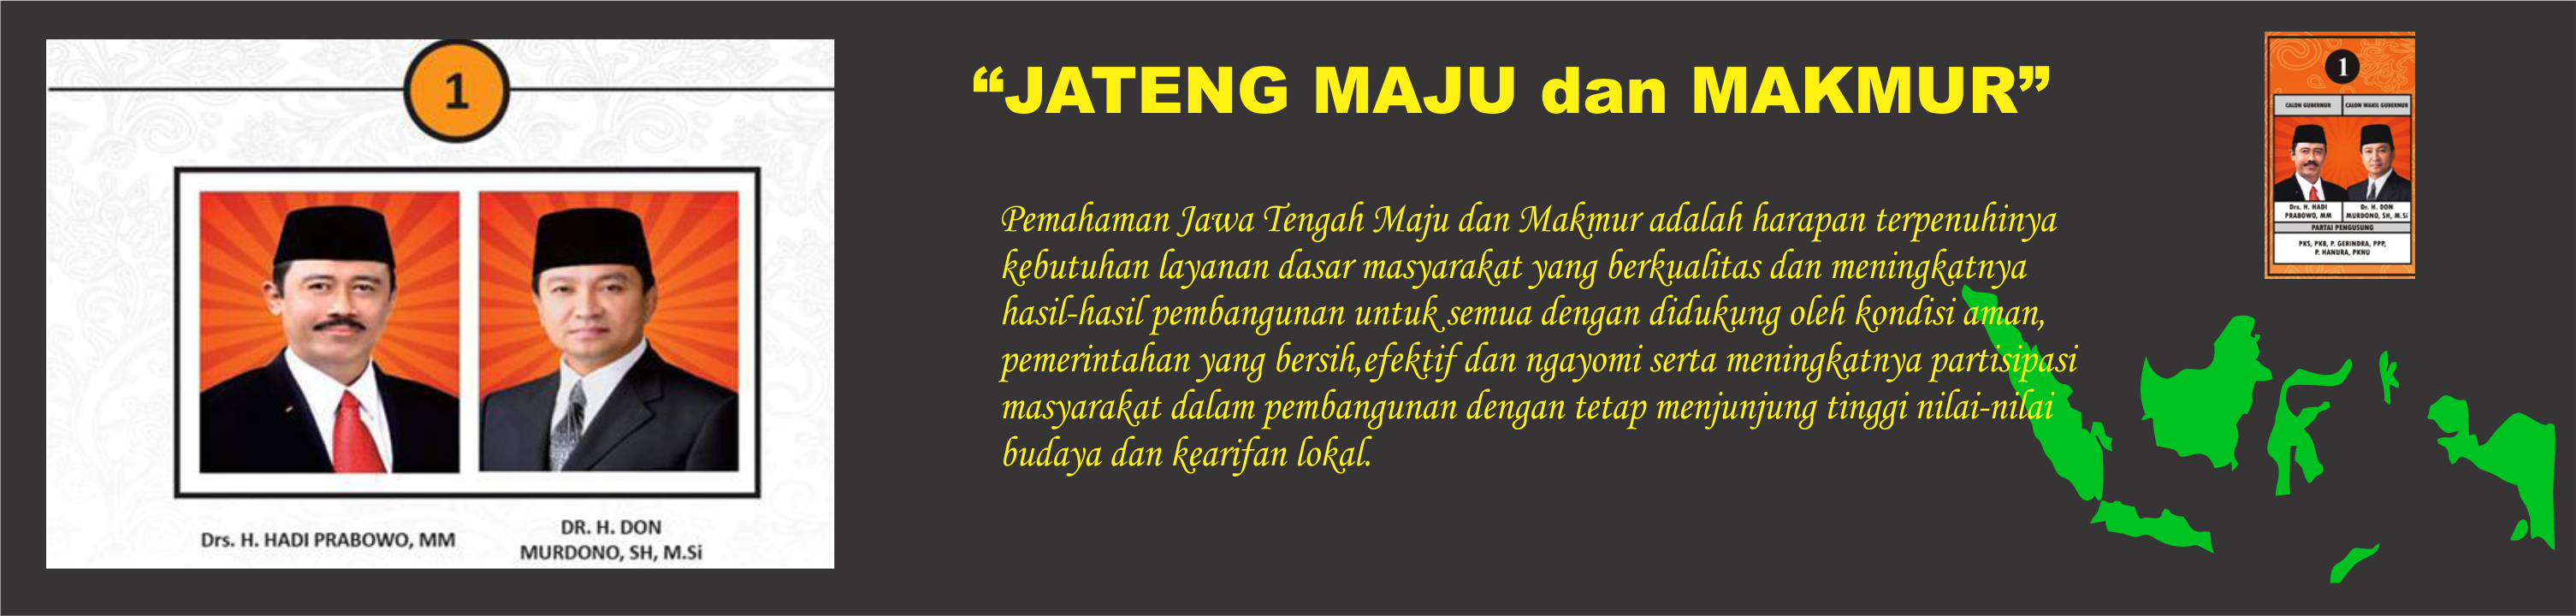 1
Drs. H. HADI PRABOWO, MM
DR. H. DON
MURDONO, SH, M.Si
“JATENG MAJU dan MAKMUR”
Pemahaman Jawa Tengah Maju dan Makmur adalah harapan terpenuhinya
kebutuhan layanan dasar masyarakat yang berkualitas dan meningkatnya
hasil-hasil pembangunan untuk semua dengan didukung oleh kondisi aman,
pemerintahan yang bersih,efektif dan ngayomi serta meningkatnya partisipasi
masyarakat dalam pembangunan dengan tetap menjunjung tinggi nilai-nilai
budaya dan kearifan lokal.
1
CALON GUBERNUR CALON WAKIL GUBERNUR
Drs. H. HADI
PRABOWO, MM
Dr. H. DON
MURDONO, SH, M.Si
PARTAI PENGUSUNG
PKS, PKB, P. GERINDRA, PPP,
P. HANURA, PKNU